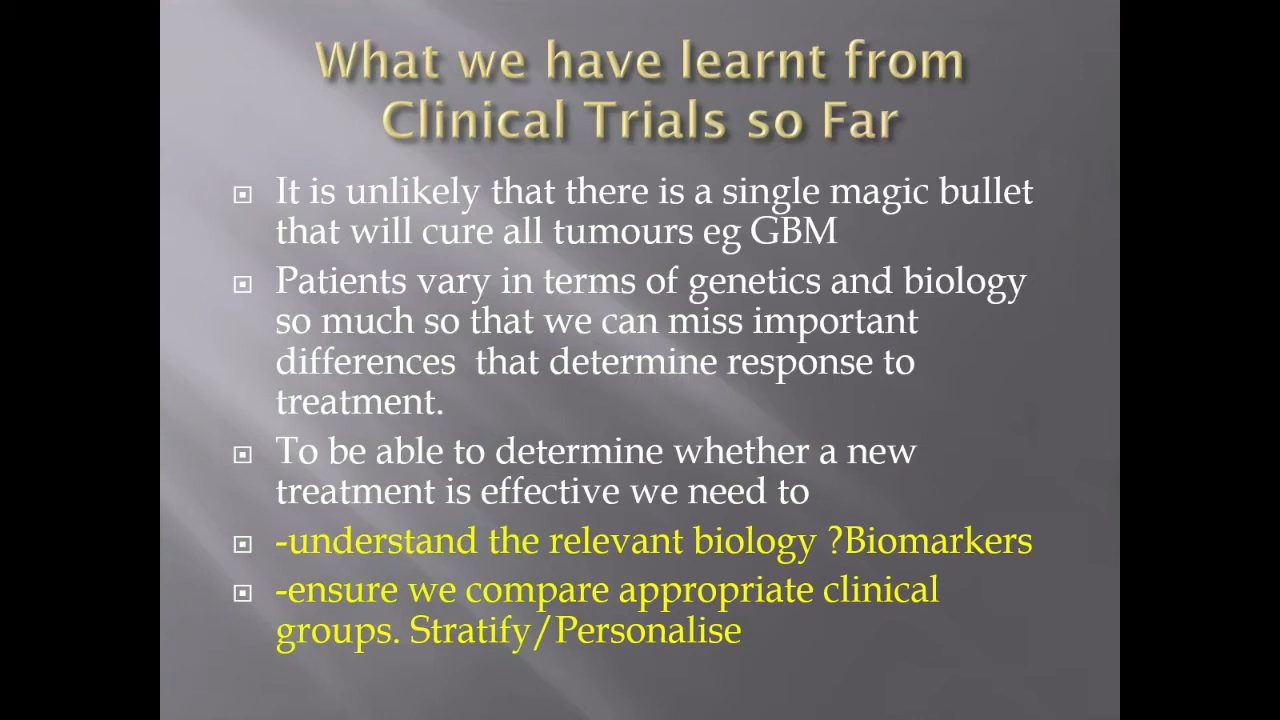 What we have learnt from
Clinical Trials so Far
It is unlikely that there is a single magic bullet
that will cure all tumours eg GBM
Patients vary in terms of genetics and biology
so much so that we can miss important
differences  that determine response to
treatment.
To be able to determine whether a new
treatment is effective we need to
-understand the relevant biology ?Biomarkers
-ensure we compare appropriate clinical
groups. Stratify/Personalise